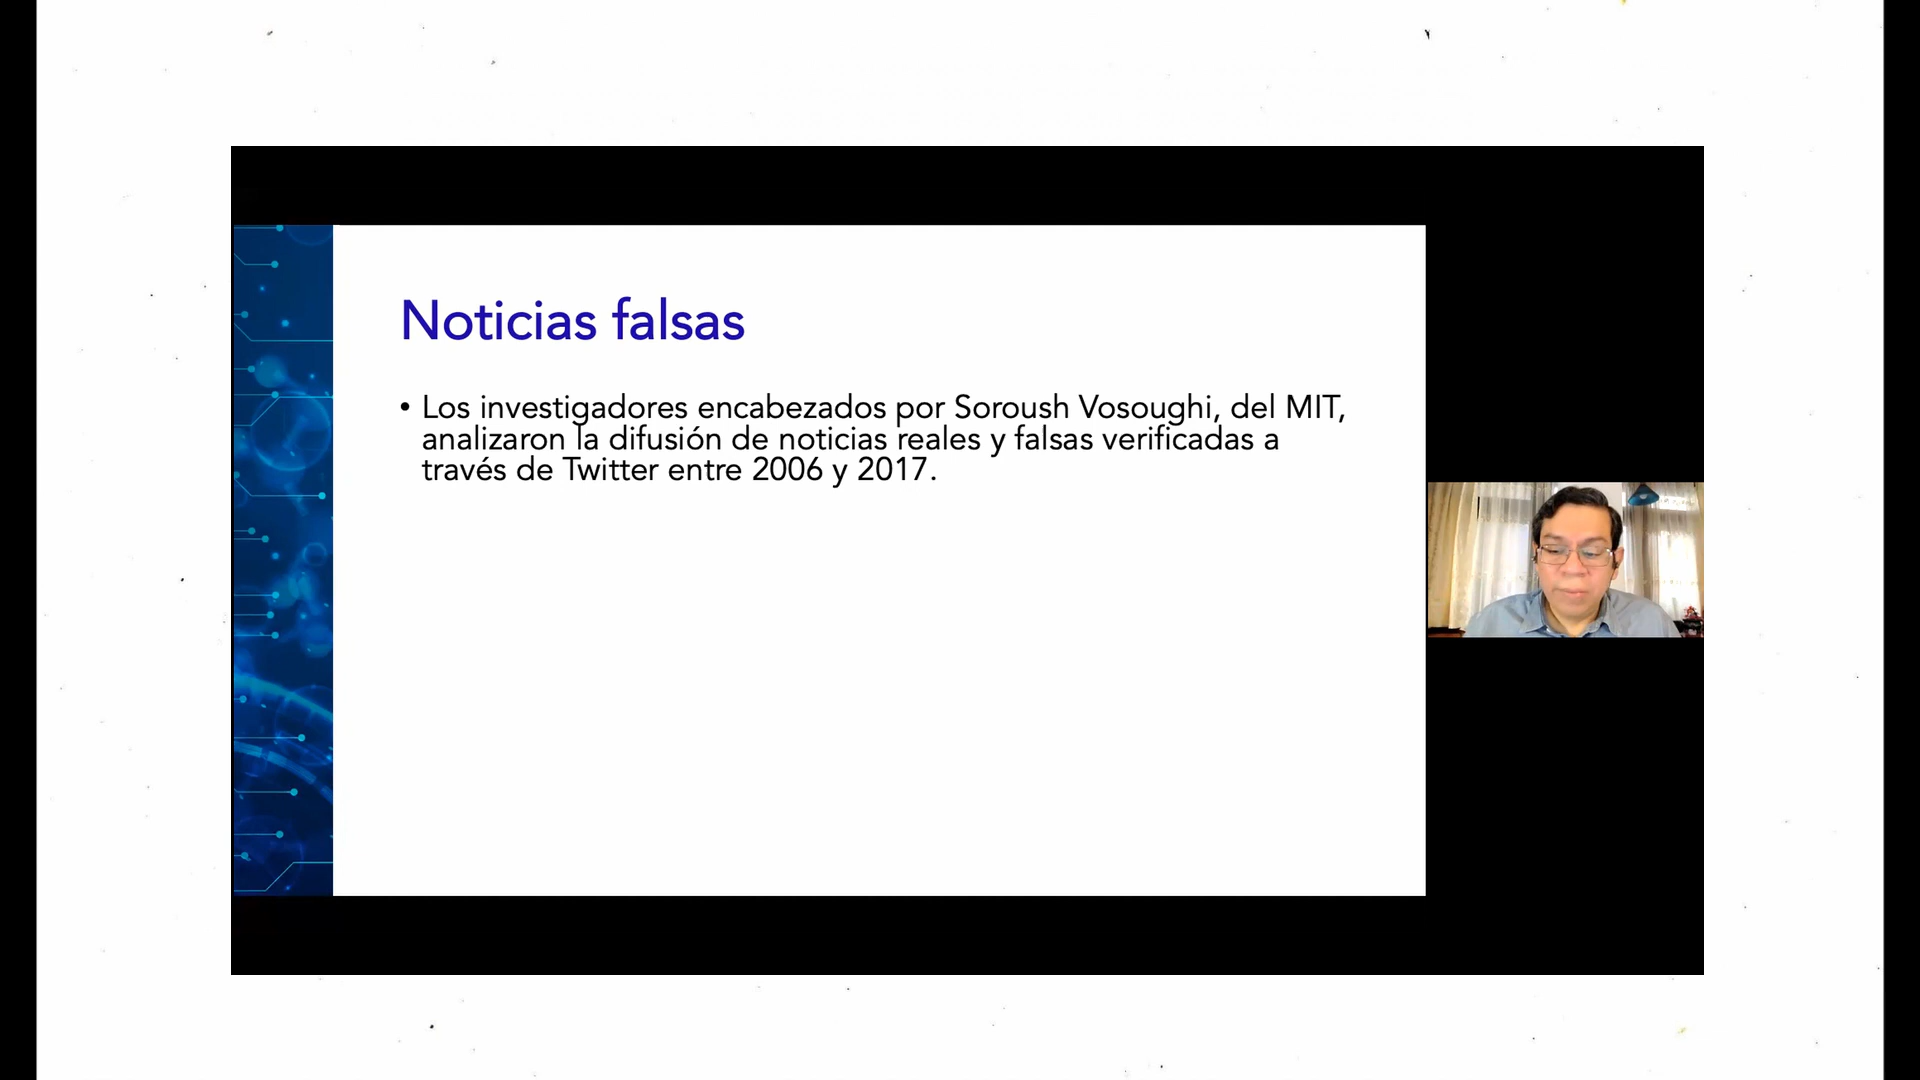 Noticias falsas
• Los investigadores encabezados por Soroush Vosoughi, del MIT,
analizaron la difusión de noticias reales y falsas verificadas a
través de Twitter entre 2006 y 2017.